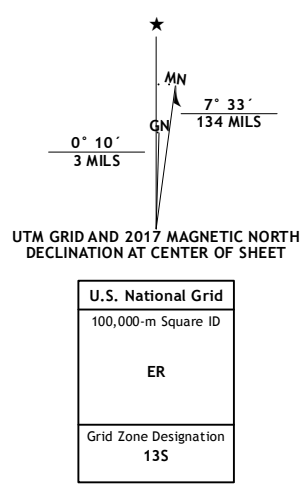 MN
7° 33´
134 MILS
GN
0° 10´
3 MILS
UTM GRID AND 2017 MAGNETIC NORTH
DECLINATION AT CENTER OF SHEET
U.S. National Grid
100,000-m Square ID
ER
Grid Zone Designation
13S